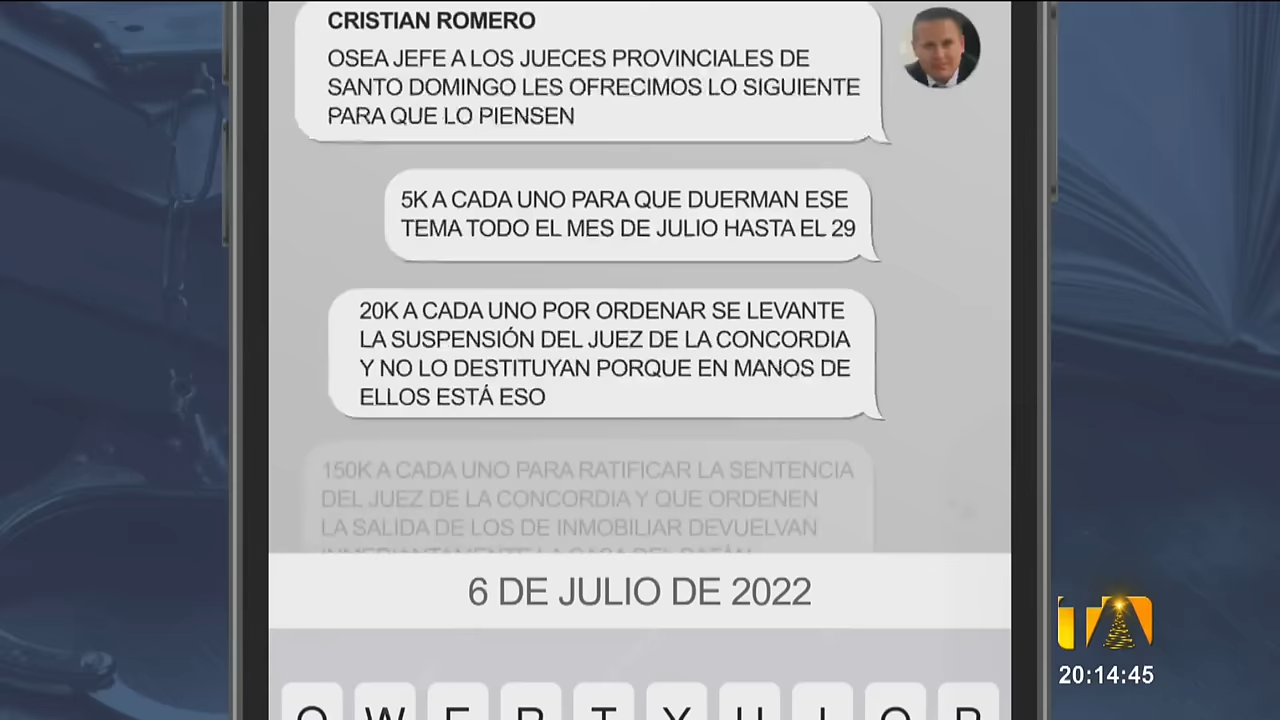 CRISTIAN ROMERO
OSEA JEFE A LOS JUECES PROVINCIALES DE
SANTO DOMINGO LES OFRECIMOS LO SIGUIENTE
PARA QUE LO PIENSEN
5K A CADA UNO PARA QUE DUERMAN ESE
TEMA TODO EL MES DE JULIO HASTA EL 29
20K A CADA UNO POR ORDENAR SE LEVANTE
LA SUSPENSIÓN DEL JUEZ DE LA CONCORDIA
Y NO LO DESTITUYAN PORQUE EN MANOS DE
ELLOS ESTÁ ESO
150K A CADA UNO PARA RATIFICAR LA SENTENCIA
DEL JUEZ DE LA CONCORDIA Y QUE ORDENEN
LA SALIDA DE LOS DE INMOBILIAR DEVUELVAN
6 DE JULIO DE 2022
TA
20:14:45